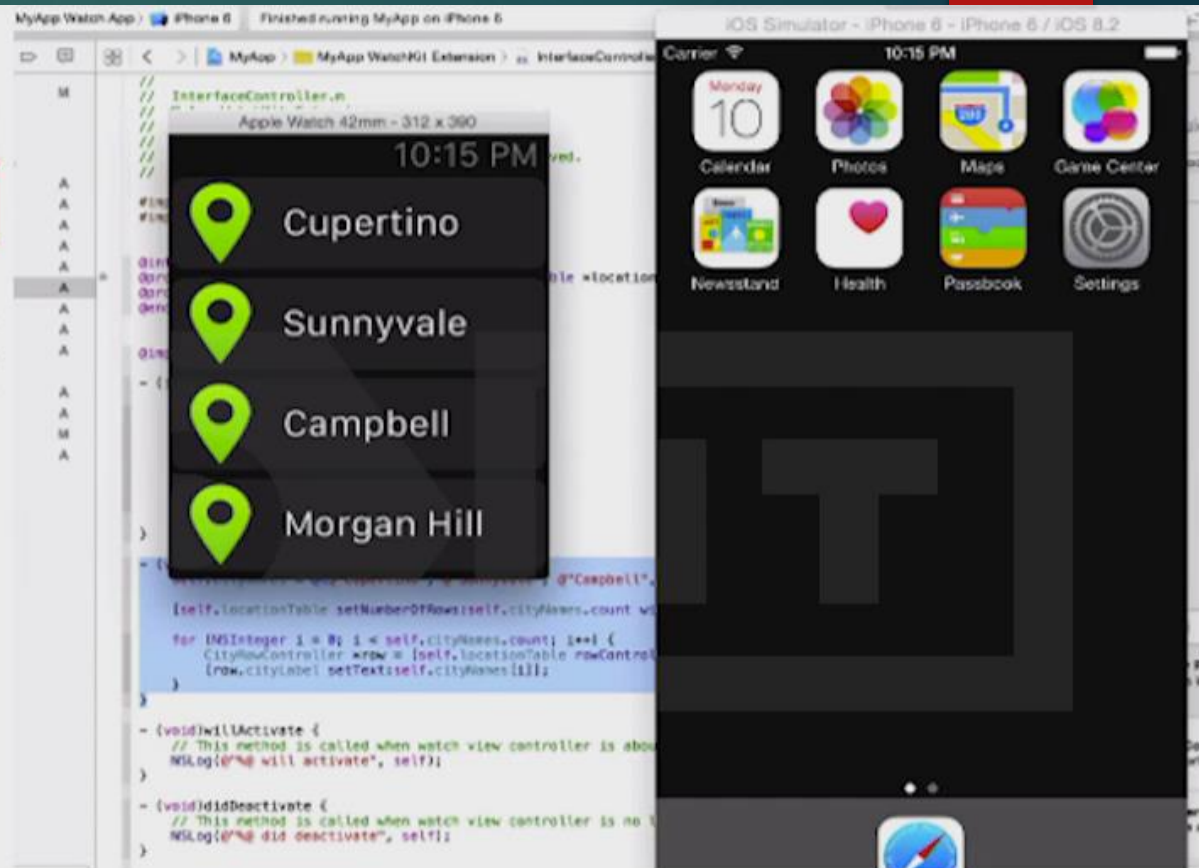 MyApp Watch App
iPhone 6
Finished running MyApp on iPhone 6
MyApp
MyApp WatchKit Extension
InterfaceController
M
A
A
A
A
A
A
A
A
A
A
A
M
A
//
// InterfaceController.m
//
//
//
ved.
//
Apple Watch 42mm - 312 x 390
10:15 PM
Cupertino
Sunnyvale
Campbell
Morgan Hill
@"Campbell",
[self.locationTable setNumberOfRows:self.cityNames.count wi
for (NSInteger i = 0; i < self.cityNames.count; i++) {
CityRowController *row = [self.locationTable rowControl
[row.cityLabel setText:self.cityNames[i]];
}
}
- (void)willActivate {
// This method is called when watch view controller is abou
NSLog(@"%@ will activate", self);
}
- (void)didDeactivate {
// This method is called when watch view controller is no l
NSLog(@"%@ did deactivate", self);
}
iOS Simulator - iPhone 6 - iPhone 6 / iOS 8.2
Carrier
10:15 PM
Monday
10
Calendar
Photos
280
Maps
Game Center
Newsstand
Health
Passbook
Settings
IT